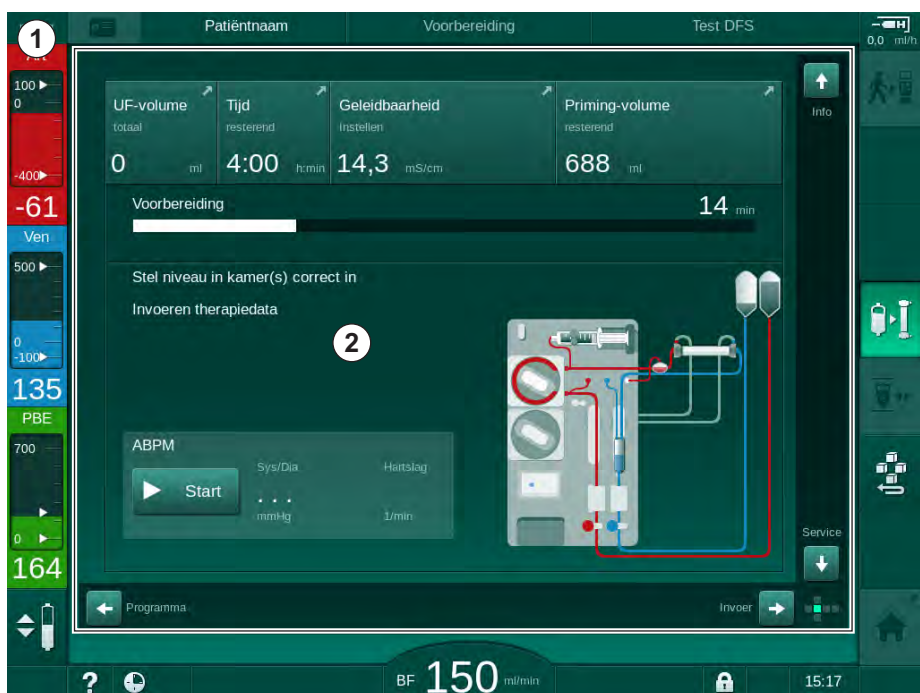 1
Patiëntnaam
Voorbereiding
Test DFS
H
0,0 ml/h
100
0
-400
-61
Ven
500
0
-100
135
PBE
700
0
164
UF-volume
totaal
0 ml
Tijd
resterend
4:00 h:min
Geleidbaarheid
Instellen
14,3 mS/cm
Priming-volume
resterend
688 ml
Info
Voorbereiding
14 min
Stel niveau in kamer(s) correct in
Invoeren therapiedata
2
ABPM
Start
Sys/Dia
. . .
mmHg
Hartslag
1/min
Service
Programma
Invoer
?
BF 150 ml/min
15:17